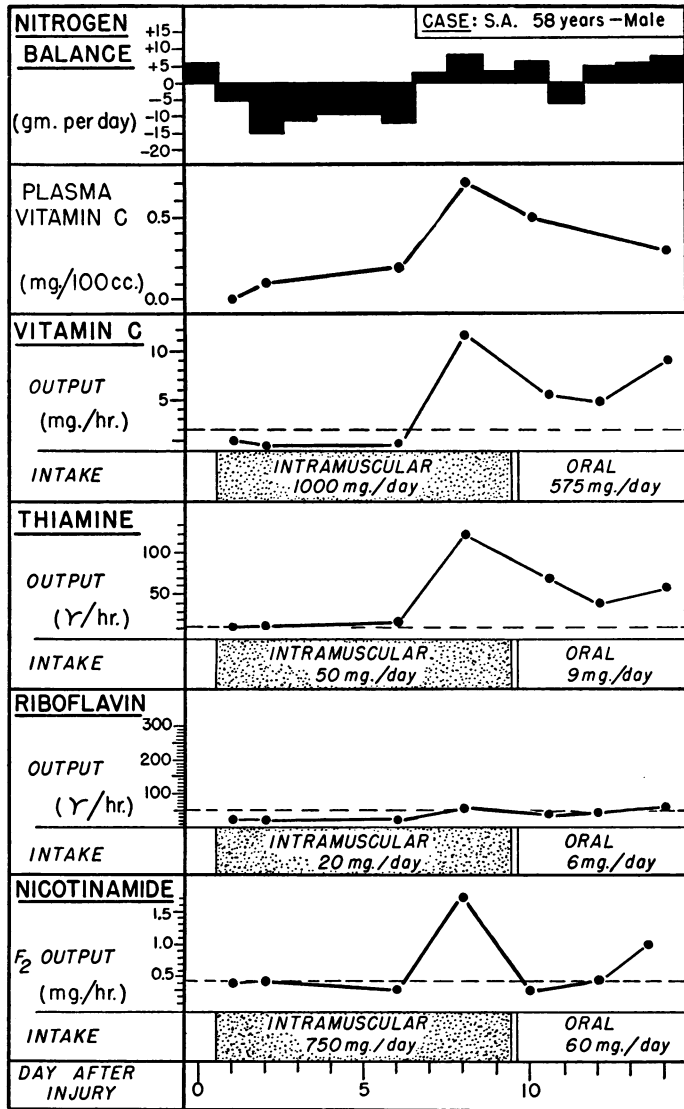 NITROGEN
BALANCE
(gm. per day)
+15
+10
+5
0
-5
-10
-15
-20
CASE: S.A. 58 years – Male
PLASMA
VITAMIN C
(mg/100cc.)
0.5
0.0
VITAMIN C
OUTPUT
(mg./hr.)
10
5
INTAKE
INTRAMUSCULAR
1000 mg./day
ORAL
575 mg./day
THIAMINE
OUTPUT
(γ/hr.)
100
50
INTAKE
INTRAMUSCULAR
50 mg./day
ORAL
9 mg./day
RIBOFLAVIN
OUTPUT
(γ/hr.)
300
200
100
INTAKE
INTRAMUSCULAR
20 mg./day
ORAL
6 mg./day
NICOTINAMIDE
F2 OUTPUT
(mg./hr.)
1.5
1.0
0.5
INTAKE
INTRAMUSCULAR
750 mg./day
ORAL
60 mg./day
DAY AFTER
INJURY
0 5 10